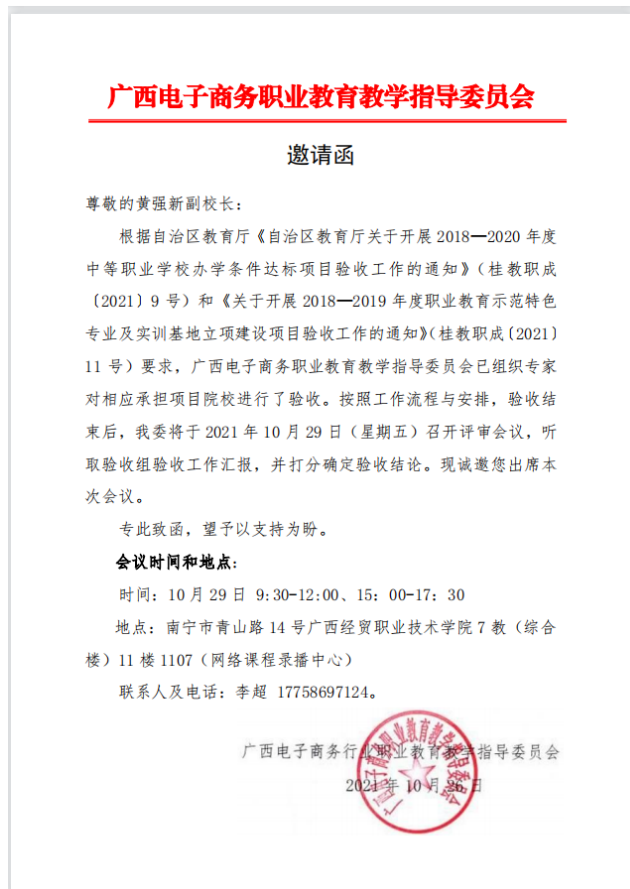 广西电子商务职业教育教学指导委员会
邀请函
尊敬的黄强新副校长：
根据自治区教育厅《自治区教育厅关于开展2018—2020年度
中等职业学校办学条件达标项目验收工作的通知》（桂教职成
〔2021〕9号）和《关于开展2018—2019年度职业教育示范特色
专业及实训基地立项建设项目验收工作的通知》（桂教职成〔2021〕
11号）要求，广西电子商务职业教育教学指导委员会已组织专家
对相应承担项目院校进行了验收。按照工作流程与安排，验收结
束后，我委将于2021年10月29日（星期五）召开评审会议，听
取验收组验收工作汇报，并打分确定验收结论。现诚邀您出席本
次会议。
专此致函，望予以支持为盼。
会议时间和地点：
时间：10月29日 9:30-12:00、15：00-17：30
地点：南宁市青山路14号广西经贸职业技术学院7教（综合
楼）11楼1107（网络课程录播中心）
联系人及电话：李超 17758697124。
广西电子商务行业职业教育教学指导委员会
2021年10月26日